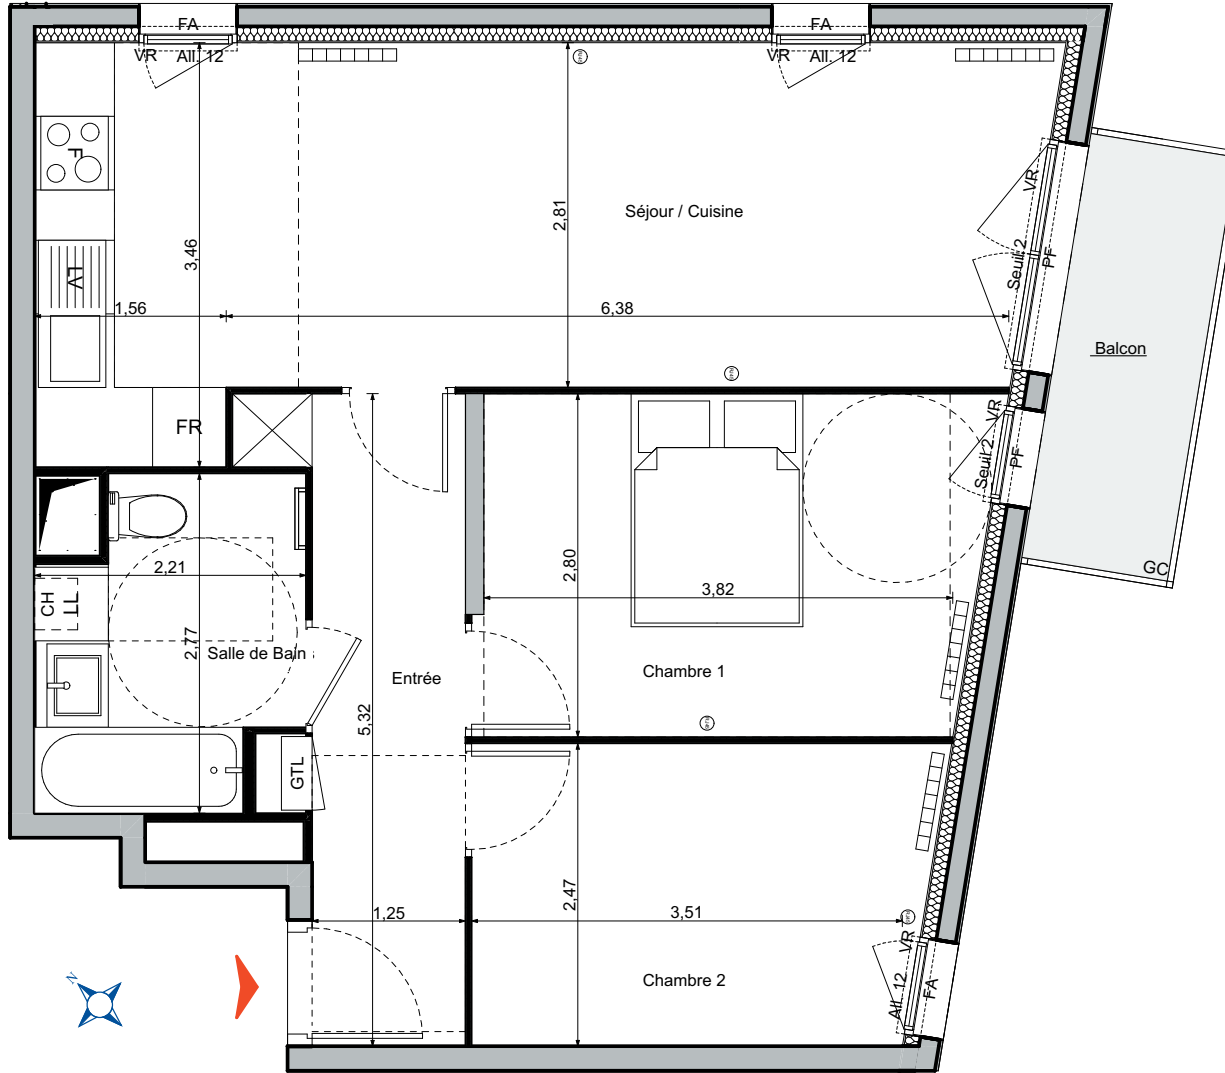 FA
FA
VR
All. 12
VR
All. 12
F
2,81
Séjour / Cuisine
VR
3,46
LV
Seuil 2
PF
1,56
6,38
Balcon
FR
VR
Seuil 2
PF
2,21
2,80
3,82
GC
CH
LL
2,77
Salle de Bain
Entrée
Chambre 1
5,32
GTL
1,25
2,47
3,51
VR
Chambre 2
All. 12
FA
N